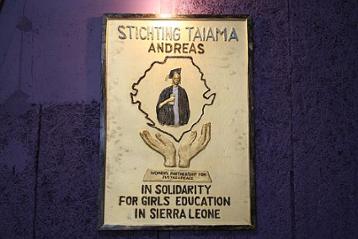 STICHTING TAIAMA
ANDREAS
WOMEN'S PARTNERSHIP FOR
JUSTICE & PEACE
IN SOLIDARITY
FOR GIRLS EDUCATION
IN SIERRA LEONE